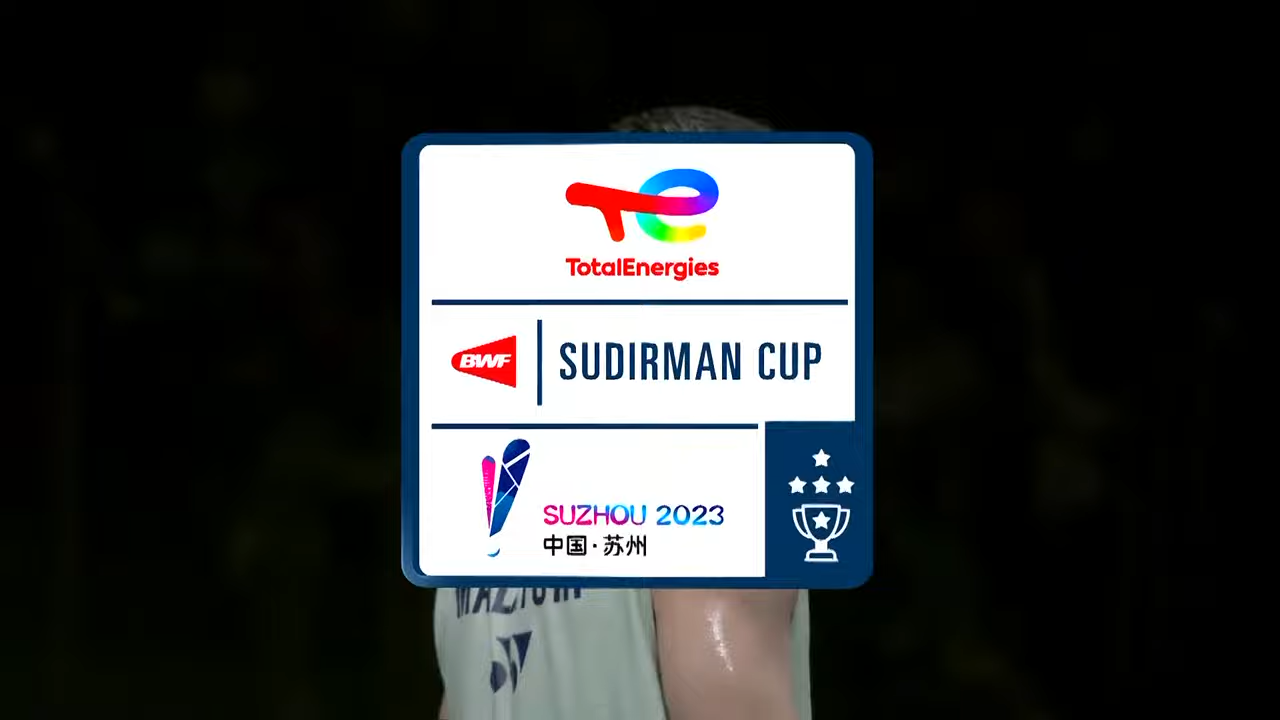 TotalEnergies
BWF
SUDIRMAN CUP
SUZHOU 2023
中国·苏州